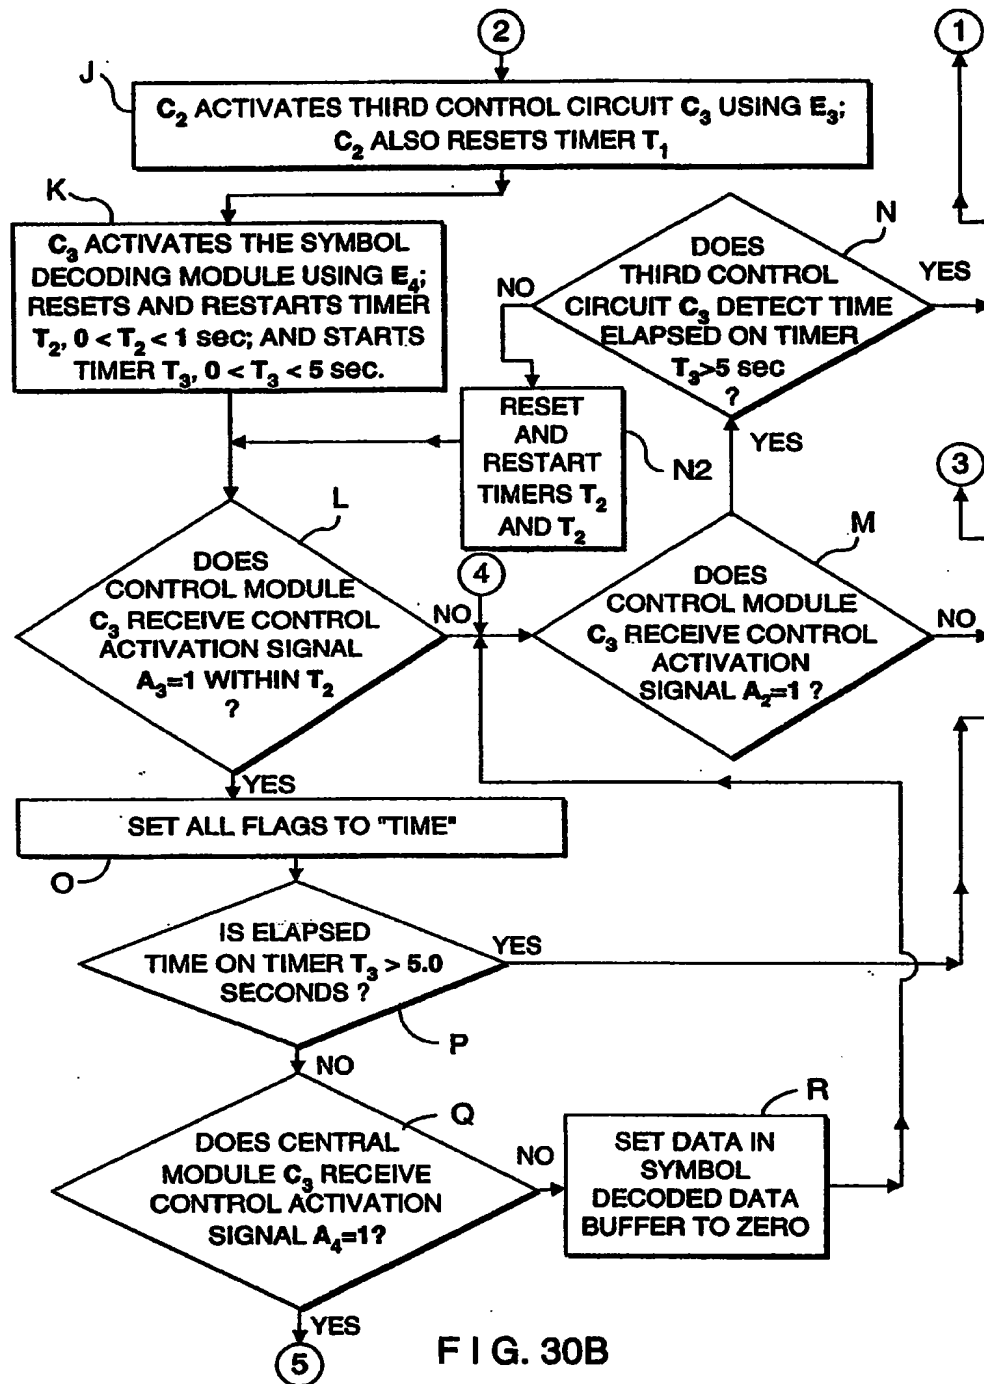 2
1
J
C₂ ACTIVATES THIRD CONTROL CIRCUIT C₃ USING E₃;
C₂ ALSO RESETS TIMER T₁
K
C₃ ACTIVATES THE SYMBOL
DECODING MODULE USING E₄;
RESETS AND RESTARTS TIMER
T₂, 0 < T₂ < 1 sec; AND STARTS
TIMER T₃, 0 < T₃ < 5 sec.
N
DOES
THIRD CONTROL
CIRCUIT C₃ DETECT TIME
ELAPSED ON TIMER
T₃>5 sec
?
NO
YES
RESET
AND
RESTART
TIMERS T₂
AND T₂
N2
YES
3
L
DOES
CONTROL MODULE
C₃ RECEIVE CONTROL
ACTIVATION SIGNAL
A₃=1 WITHIN T₂
?
NO
4
M
DOES
CONTROL MODULE
C₃ RECEIVE CONTROL
ACTIVATION
SIGNAL A₂=1 ?
NO
YES
SET ALL FLAGS TO "TIME"
O
IS ELAPSED
TIME ON TIMER T₃ > 5.0
SECONDS ?
YES
P
NO
Q
DOES CENTRAL
MODULE C₃ RECEIVE
CONTROL ACTIVATION
SIGNAL A₄=1?
NO
R
SET DATA IN
SYMBOL
DECODED DATA
BUFFER TO ZERO
YES
5
FIG. 30B